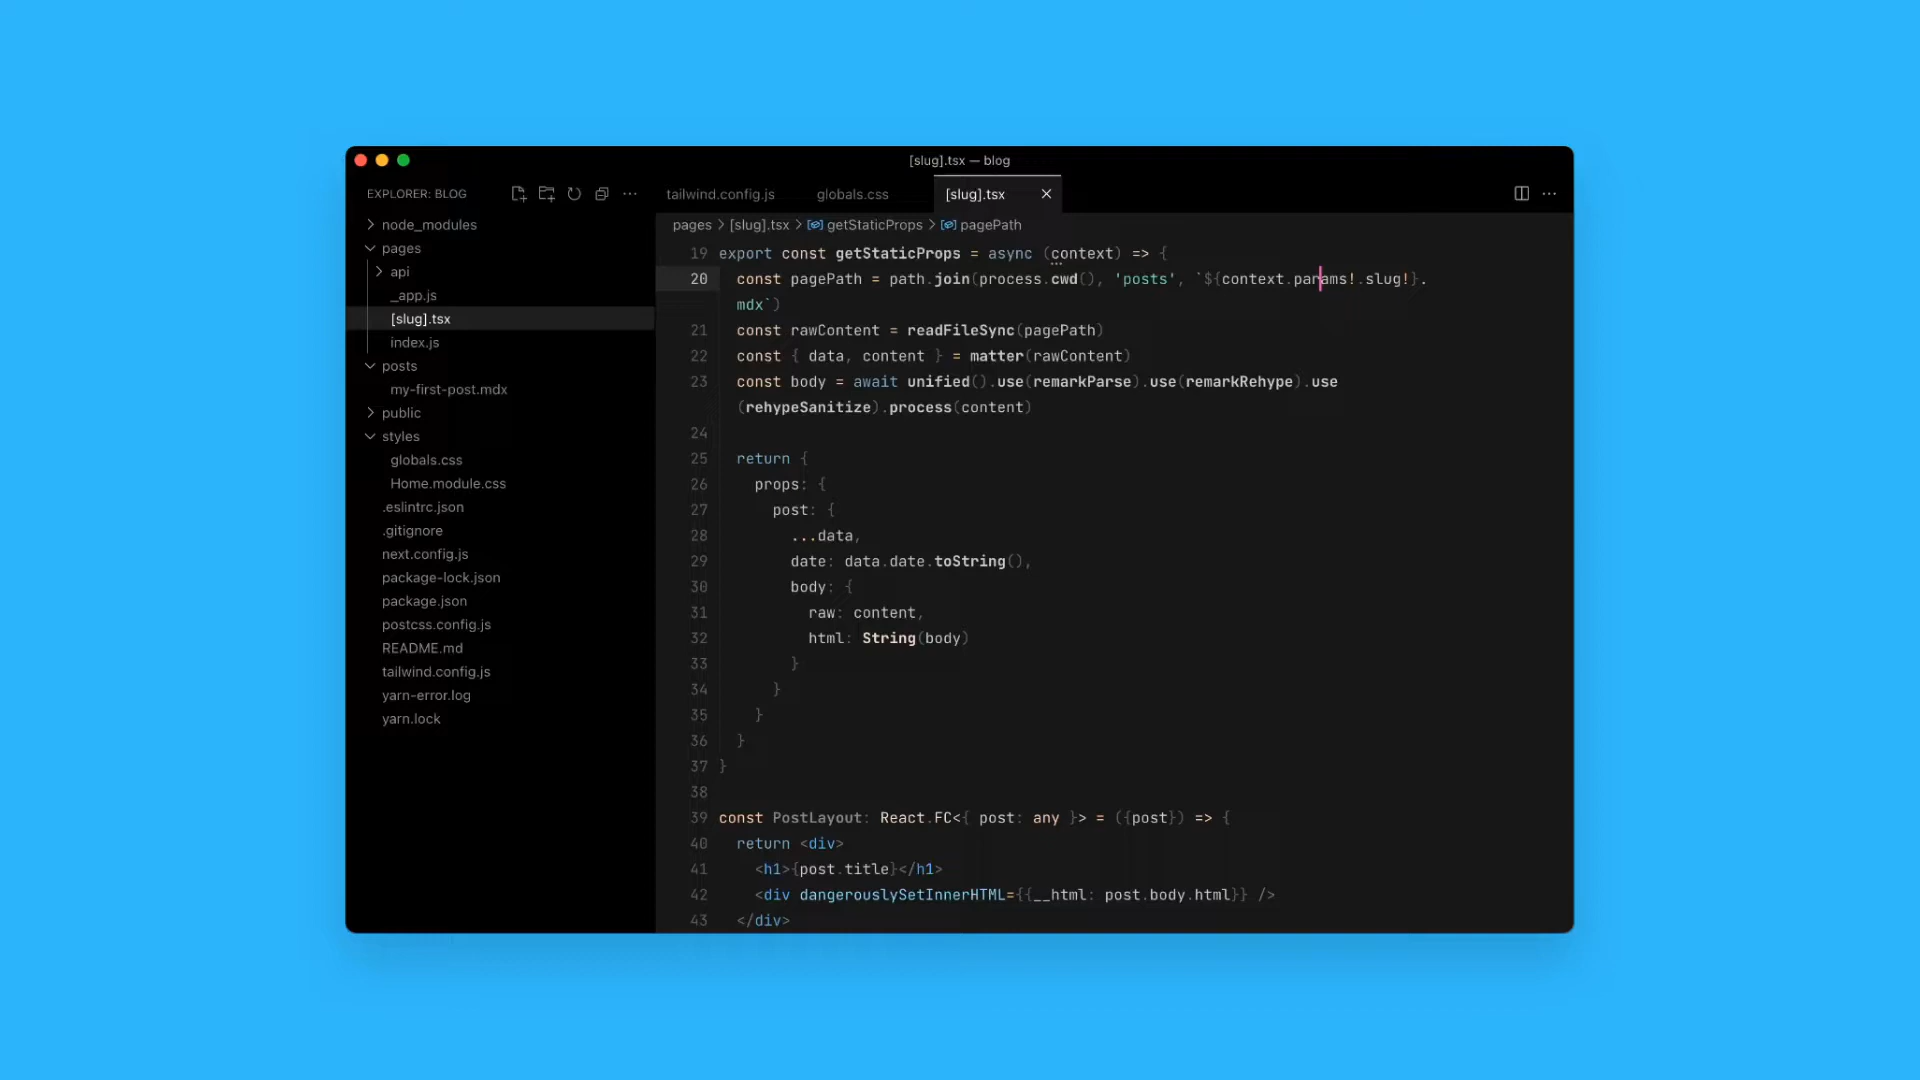 [slug].tsx — blog
EXPLORER: BLOG
tailwind.config.js
globals.css
[slug].tsx
node_modules
pages
api
_app.js
[slug].tsx
index.js
posts
my-first-post.mdx
public
styles
globals.css
Home.module.css
.eslintrc.json
.gitignore
next.config.js
package-lock.json
package.json
postcss.config.js
README.md
tailwind.config.js
yarn-error.log
yarn.lock
pages > [slug].tsx > getStaticProps > pagePath
19 export const getStaticProps = async (context) => {
20 const pagePath = path.join(process.cwd(), 'posts', `${context.params!.slug!}.
mdx`)
21 const rawContent = readFileSync(pagePath)
22 const { data, content } = matter(rawContent)
23 const body = await unified().use(remarkParse).use(remarkRehype).use
(rehypeSanitize).process(content)
24
25 return {
26 props: {
27 post: {
28 ...data,
29 date: data.date.toString(),
30 body: {
31 raw: content,
32 html: String(body)
33 }
34 }
35 }
36 }
37 }
38
39 const PostLayout: React.FC<{ post: any }> = ({post}) => {
40 return <div>
41 <h1>{post.title}</h1>
42 <div dangerouslySetInnerHTML={{__html: post.body.html}} />
43 </div>